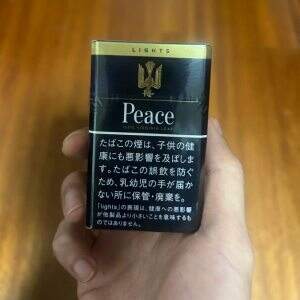 LIGHTS
Peace
たばこの煙は、子供の健
康にも悪影響を及ぼしま
す。たばこの誤飲を防ぐ
ため、乳幼児の手が届か
ない所に保管・廃棄を。
「lights」の表現は、健康への悪影響
が他製品より小さいことを意味するもの
ではありません。